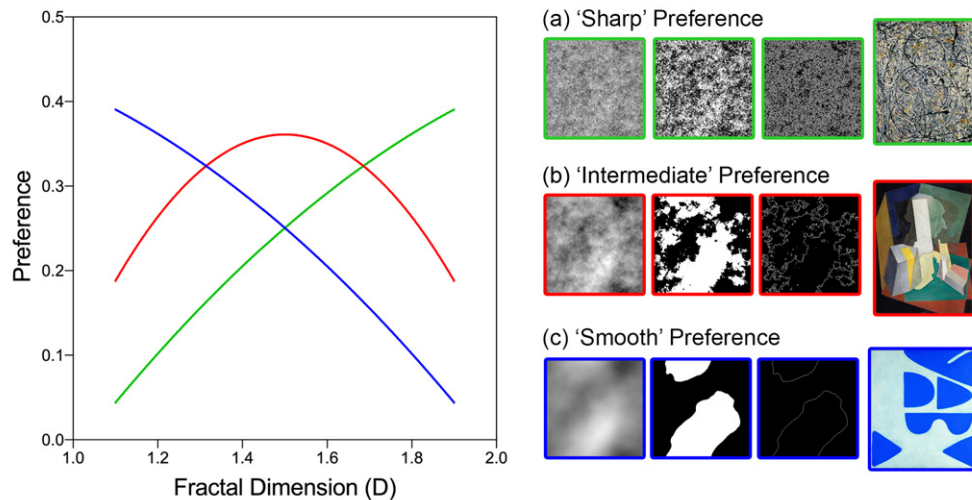 0.5
0.4
0.3
0.2
0.1
0.0
Preference
1.0 1.2 1.4 1.6 1.8 2.0
Fractal Dimension (D)
(a) ‘Sharp’ Preference
(b) ‘Intermediate’ Preference
(c) ‘Smooth’ Preference